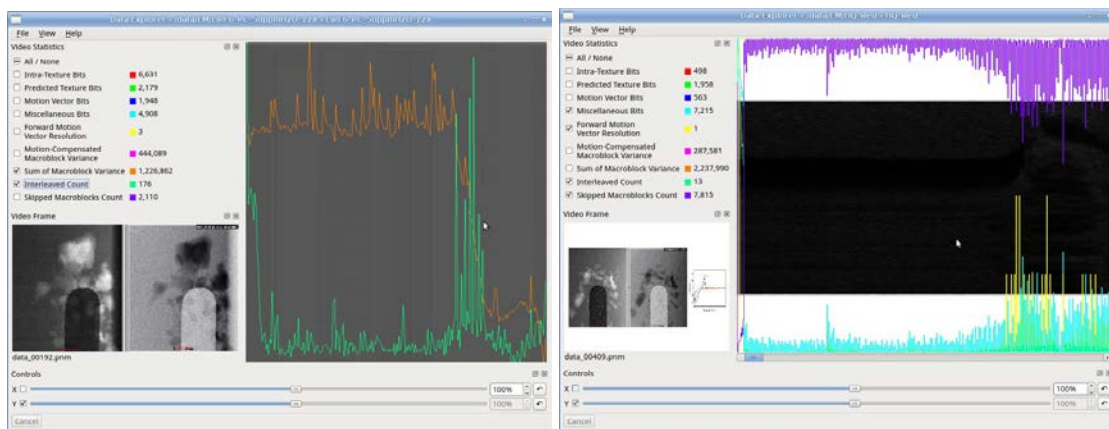 File View Help
Video Statistics
All / None
Intra-Texture Bits 6,631
Predicted Texture Bits 2,179
Motion Vector Bits 1,948
Miscellaneous Bits 4,908
Forward Motion
Vector Resolution 3
Motion-Compensated
Macroblock Variance 444,089
Sum of Macroblock Variance 1,226,862
Interleaved Count 176
Skipped Macroblocks Count 2,110
Video Frame
data_00192.pnm
Controls
X 100%
Y 100%
Cancel
File View Help
Video Statistics
All / None
Intra-Texture Bits 498
Predicted Texture Bits 1,958
Motion Vector Bits 563
Miscellaneous Bits 7,215
Forward Motion
Vector Resolution 1
Motion-Compensated
Macroblock Variance 287,581
Sum of Macroblock Variance 2,237,990
Interleaved Count 13
Skipped Macroblocks Count 7,815
Video Frame
data_00409.pnm
Controls
X 100%
Y 100%
Cancel